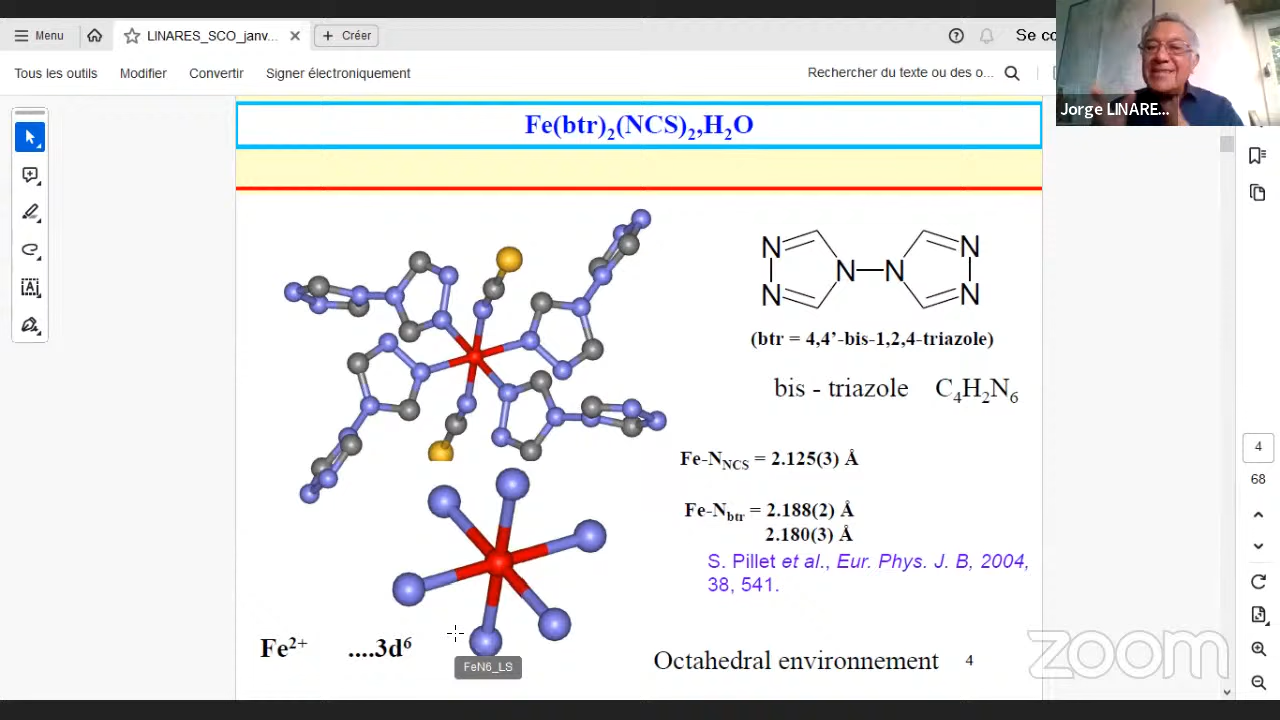 Menu
LINARES_SCO_janv...
Créer
Se co
Tous les outils
Modifier
Convertir
Signer électroniquement
Rechercher du texte ou des o...
Jorge LINARE...
Fe(btr)₂(NCS)₂,H₂O
N
N
N
N
N
N
(btr = 4,4’-bis-1,2,4-triazole)
bis - triazole C₄H₂N₆
Fe-N_NCS = 2.125(3) Å
Fe-N_btr = 2.188(2) Å
2.180(3) Å
S. Pillet et al., Eur. Phys. J. B, 2004,
38, 541.
Fe²⁺ ....3d⁶
FeN6_LS
Octahedral environnement 4
4
68
zoom